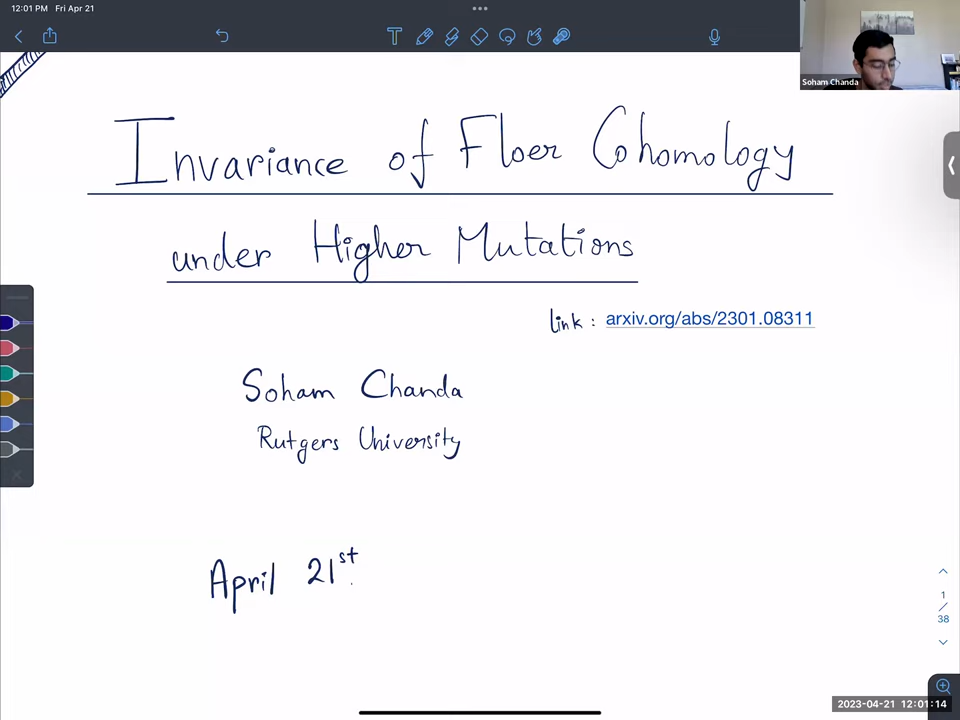 12:01 PM Fri Apr 21
Soham Chanda
Invariance of Floer Cohomology
under Higher Mutations
link : arxiv.org/abs/2301.08311
Soham Chanda
Rutgers University
April 21st
1
/
38
2023-04-21 12:01:14